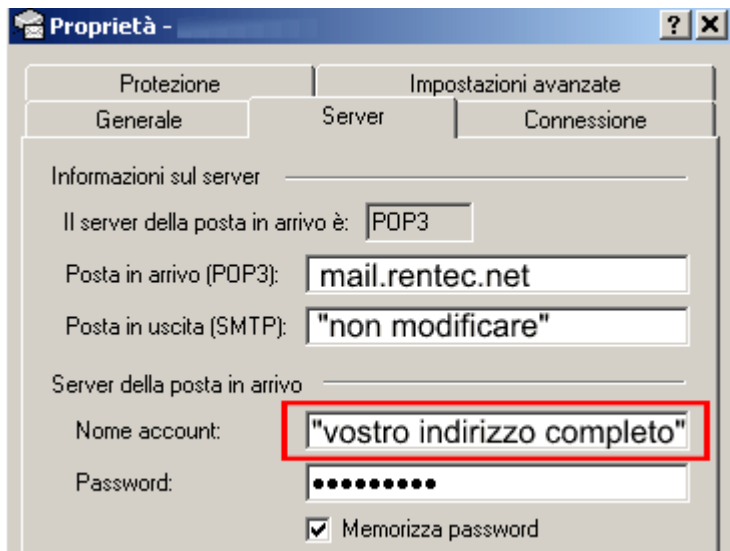 Proprietà -
Protezione Impostazioni avanzate
Generale Server Connessione
Informazioni sul server
Il server della posta in arrivo è: POP3
Posta in arrivo (POP3): mail.rentec.net
Posta in uscita (SMTP): "non modificare"
Server della posta in arrivo
Nome account: "vostro indirizzo completo"
Password: •••••••••
Memorizza password